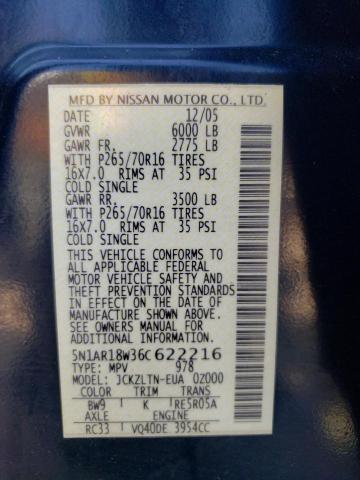 MFD BY NISSAN MOTOR CO., LTD.
DATE 12/05
GVWR 6000 LB
GAWR FR. 2775 LB
WITH P265/70R16 TIRES
16X7.0 RIMS AT 35 PSI
COLD SINGLE
GAWR RR. 3500 LB
WITH P265/70R16 TIRES
16X7.0 RIMS AT 35 PSI
COLD SINGLE
THIS VEHICLE CONFORMS TO
ALL APPLICABLE FEDERAL
MOTOR VEHICLE SAFETY AND
THEFT PREVENTION STANDARDS
IN EFFECT ON THE DATE OF
MANUFACTURE SHOWN ABOVE.
SEE OWNERS MANUAL FOR
ADDITIONAL INFORMATION
5N1AR18W36C622216
TYPE: MPV 978
MODEL: JCKZLTN-EUA 0Z000
COLOR TRIM TRANS
BW9 K RE5R05A
AXLE ENGINE
RC33 VQ40DE 3954CC